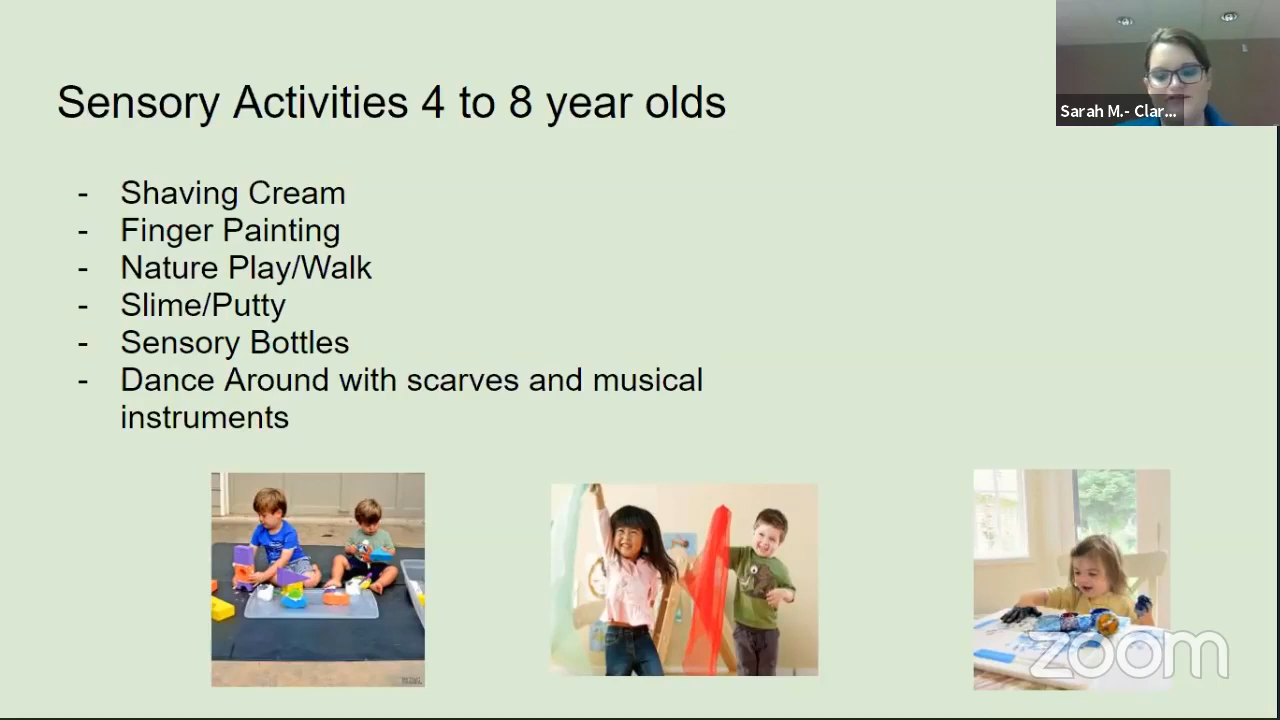 Sarah M.- Clar...
Sensory Activities 4 to 8 year olds
- Shaving Cream
- Finger Painting
- Nature Play/Walk
- Slime/Putty
- Sensory Bottles
- Dance Around with scarves and musical
instruments
zoom